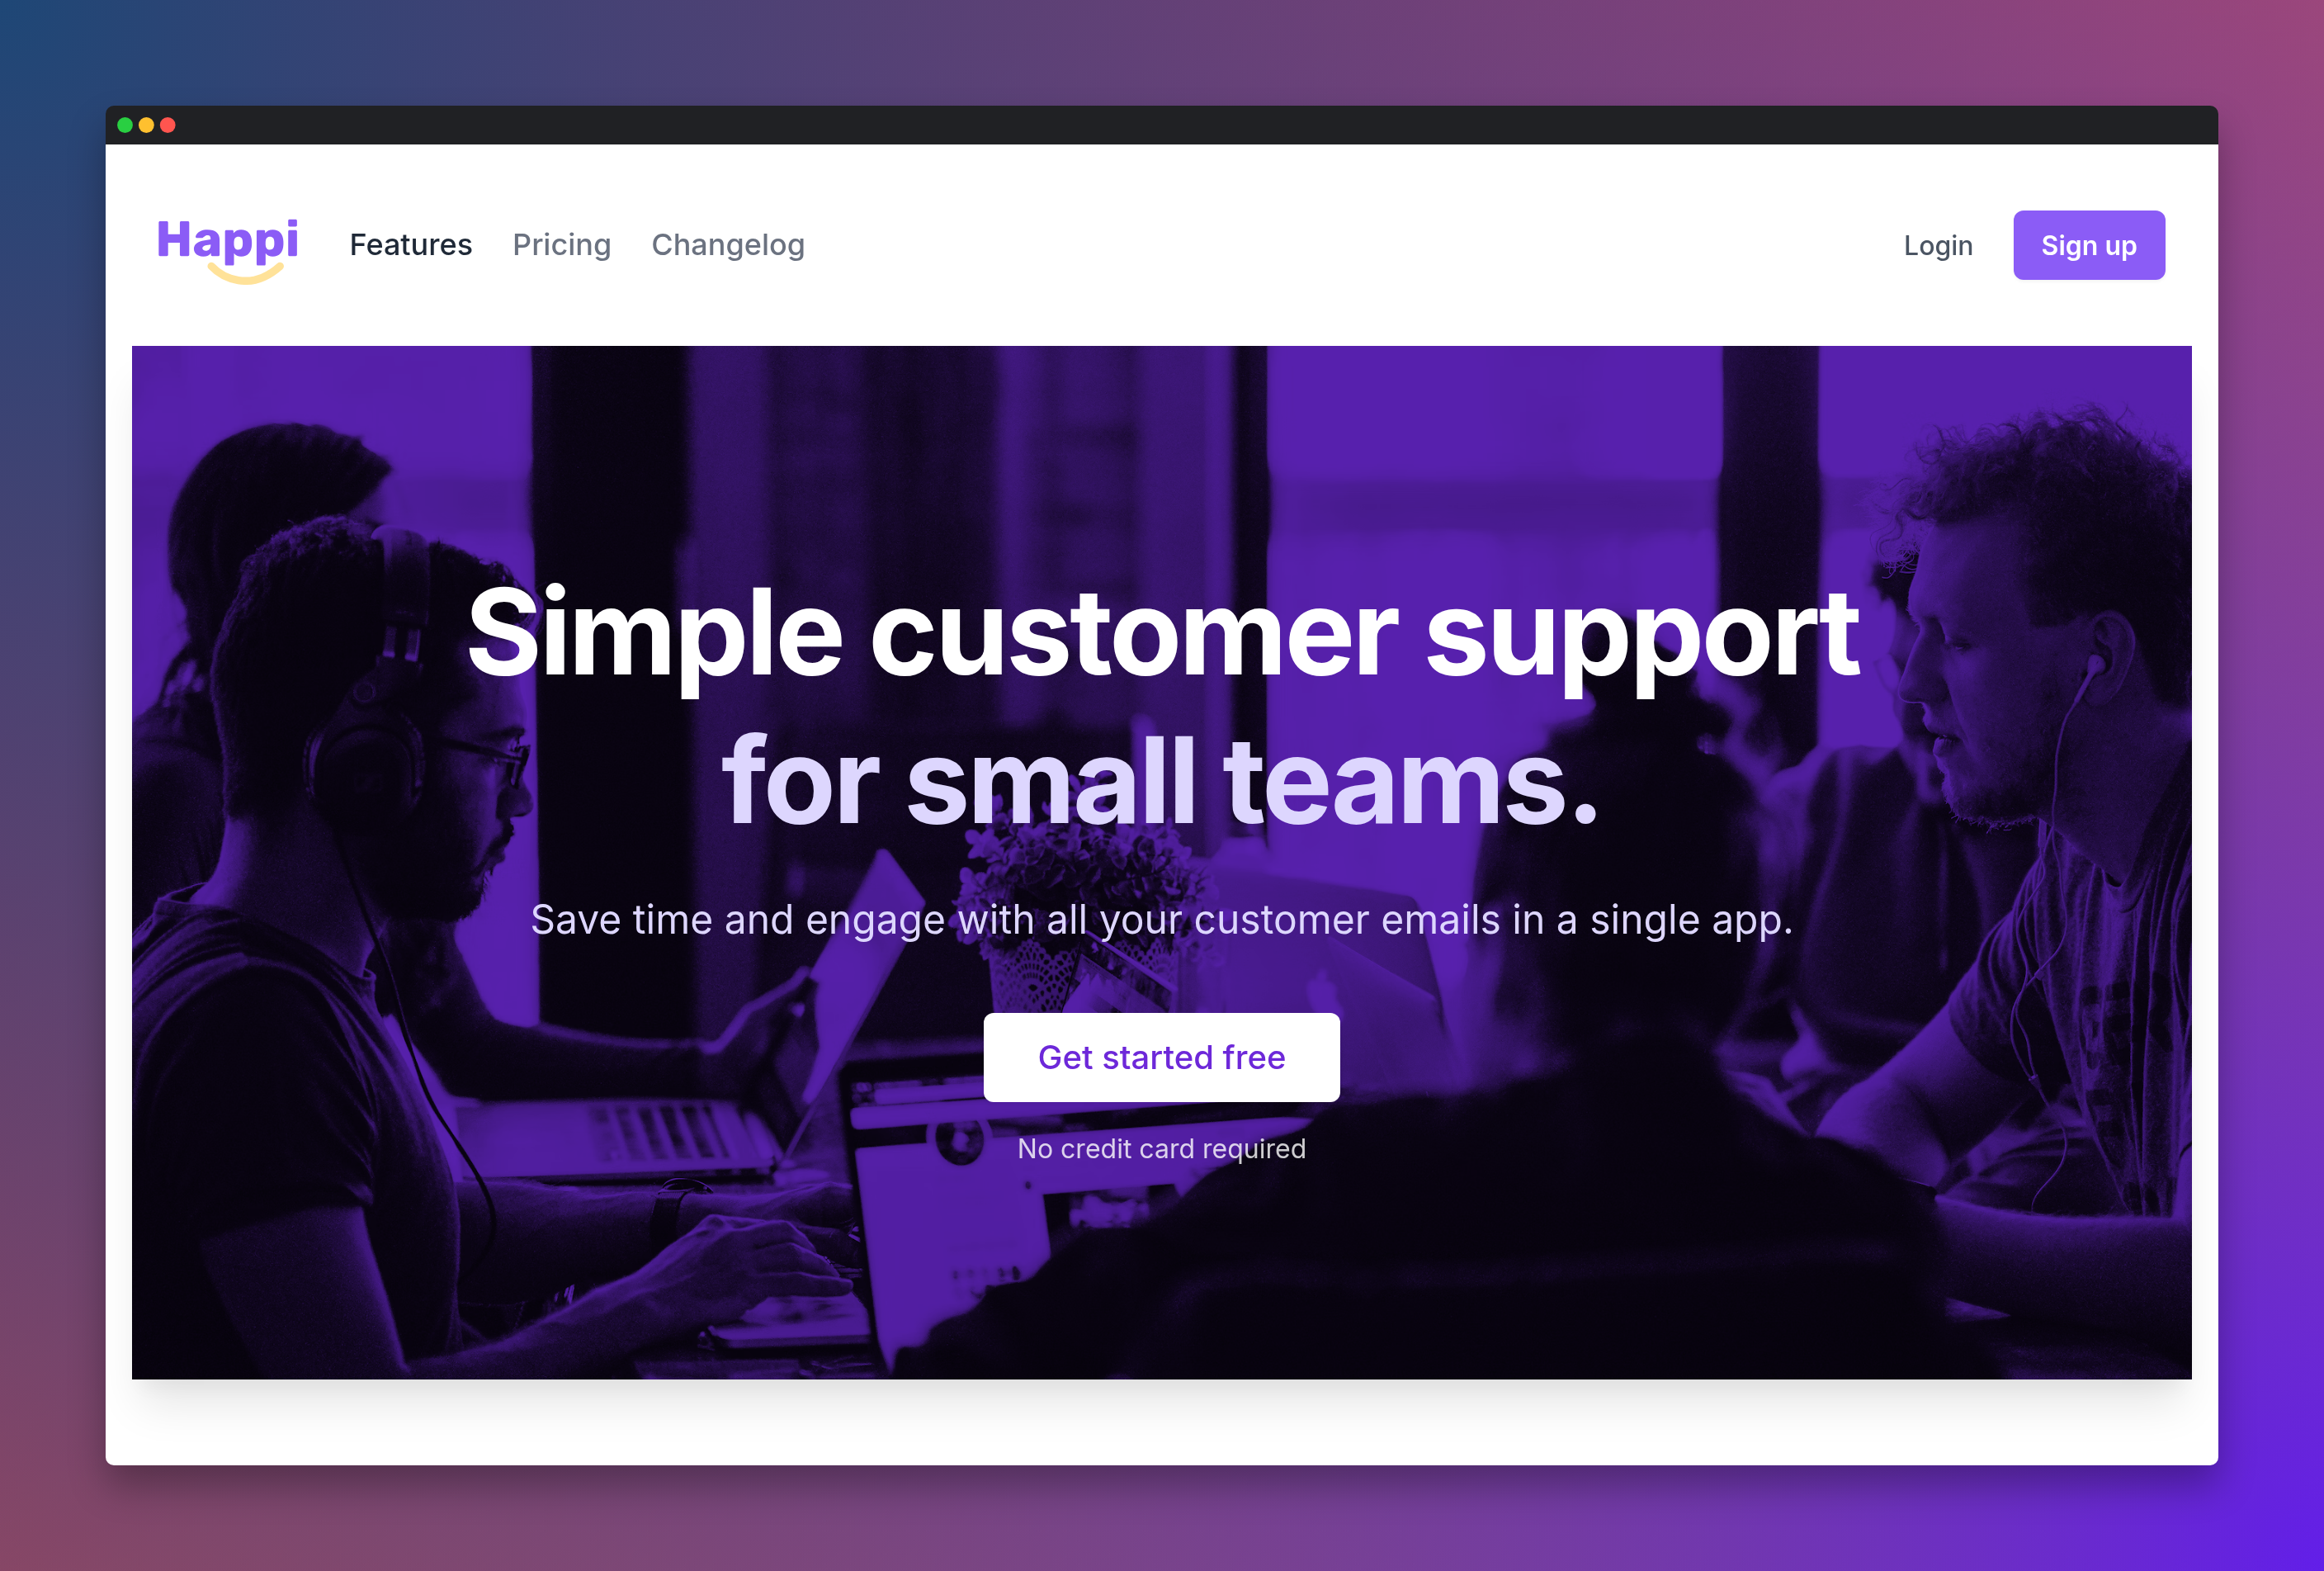 Happi
Features
Pricing
Changelog
Login
Sign up
Simple customer support
for small teams.
Save time and engage with all your customer emails in a single app.
Get started free
No credit card required